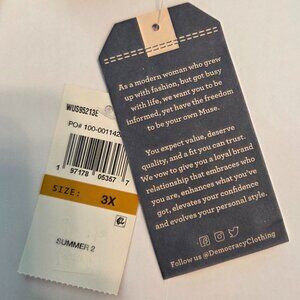 WUS95213E
PO# 100-001142
1 97178 05357 7
SIZE: 3X
SUMMER 2
As a modern woman who grew
up with fashion, but got busy
with life, we want you to be
informed, yet have the freedom
to be your own Muse.
You expect value, deserve
quality, and a fit you can trust.
We vow to give you a loyal brand
relationship that embraces who
you are, enhances what you've
got, elevates your confidence
and evolves your personal style.
Follow us @DemocracyClothing